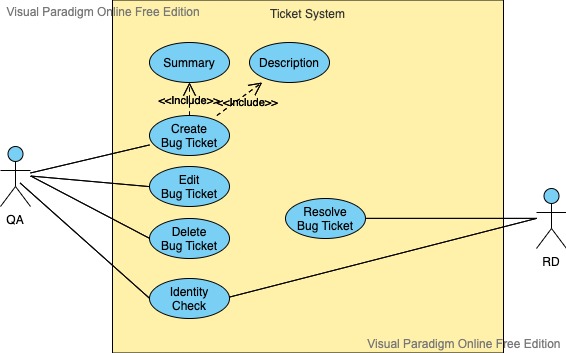 Visual Paradigm Online Free Edition
Ticket System
Summary
Description
<<Include>>
<<Include>>
Create
Bug Ticket
Edit
Bug Ticket
QA
Delete
Bug Ticket
Resolve
Bug Ticket
RD
Identity
Check
Visual Paradigm Online Free Edition